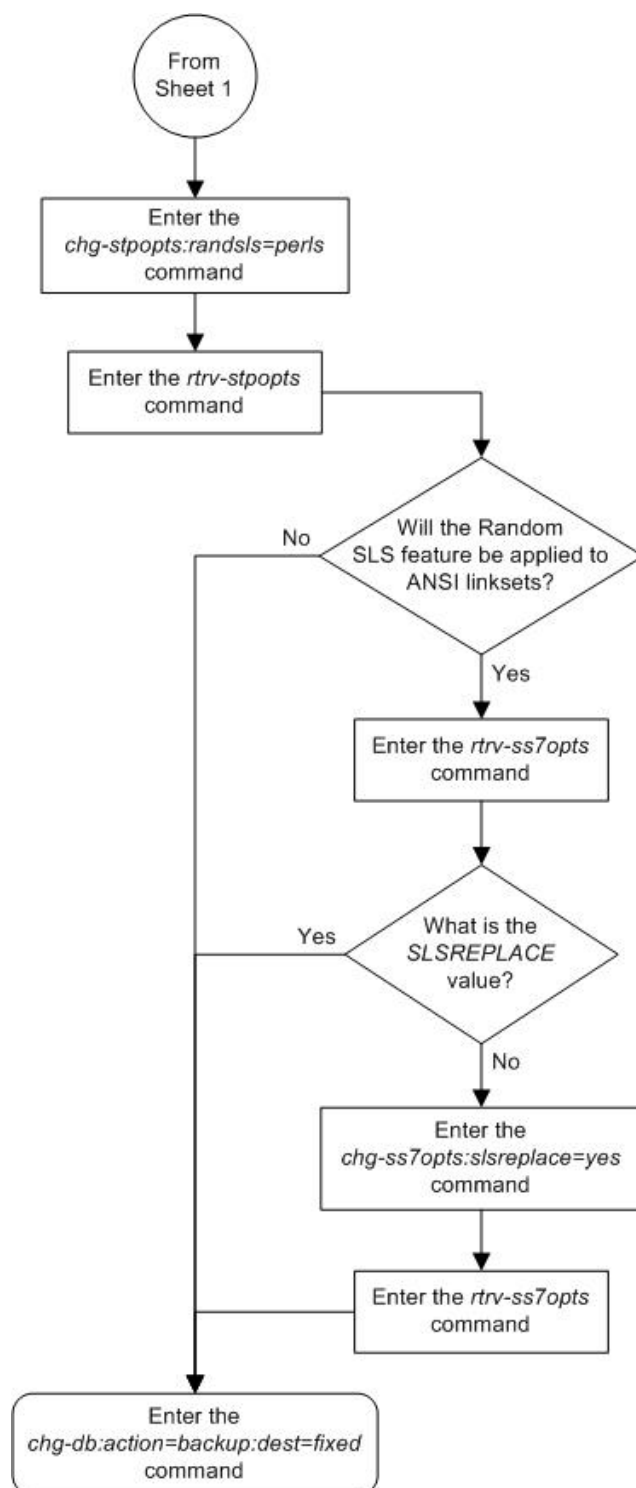 From
Sheet 1
Enter the
chg-stpopts:randsls=perls
command
Enter the rtrv-stpopts
command
Will the Random
SLS feature be applied to
ANSI linksets?
No
Yes
Enter the rtrv-ss7opts
command
What is the
SLSREPLACE
value?
Yes
No
Enter the
chg-ss7opts:slsreplace=yes
command
Enter the rtrv-ss7opts
command
Enter the
chg-db:action=backup:dest=fixed
command